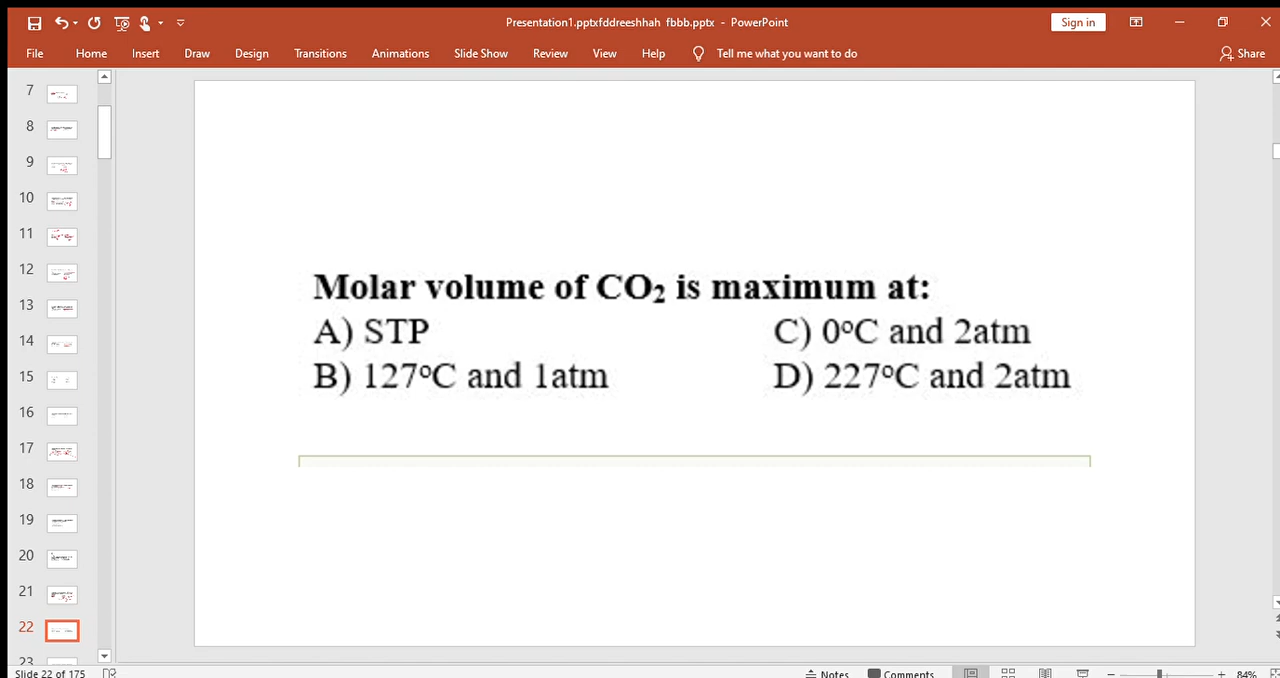 Presentation1.pptxfddreeshhah fbbb.pptx - PowerPoint
Sign in
File Home Insert Draw Design Transitions Animations Slide Show Review View Help Tell me what you want to do Share
7
8
9
10
11
12
13
14
15
16
17
18
19
20
21
22
23
Molar volume of CO₂ is maximum at:
A) STP C) 0°C and 2atm
B) 127°C and 1atm D) 227°C and 2atm
Slide 22 of 175 Notes Comments 84%